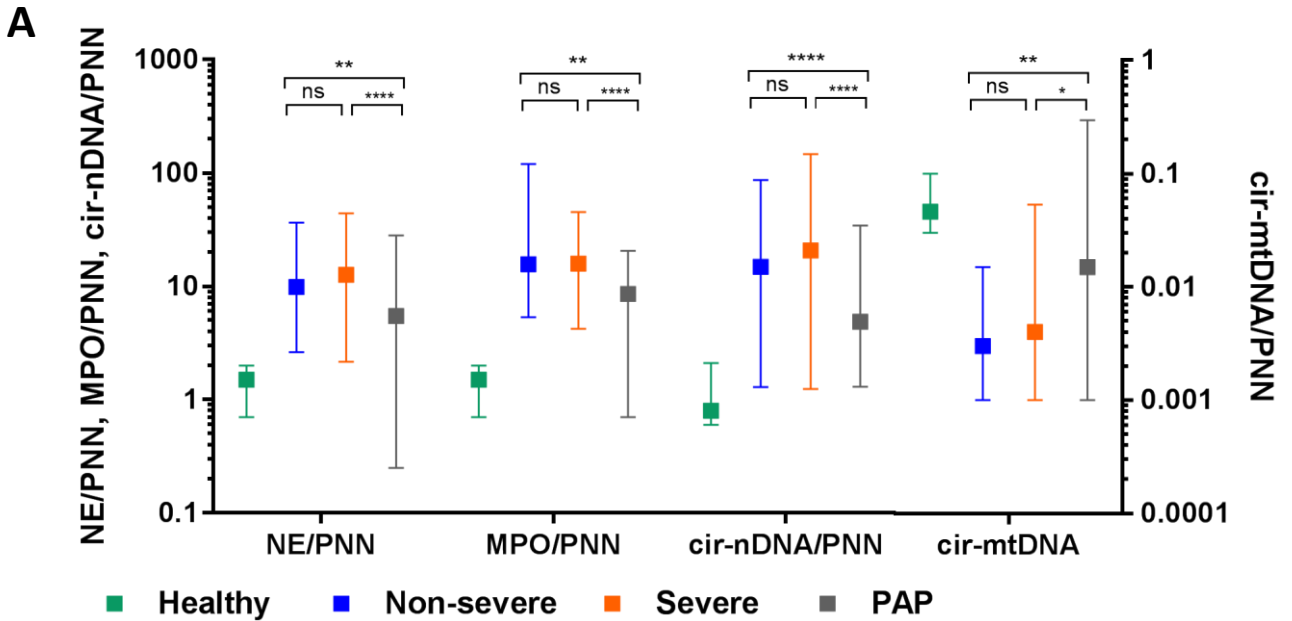 A
NE/PNN, MPO/PNN, cir-nDNA/PNN
1000
100
10
1
0.1
** ** **** **
ns **** ns **** ns **** ns *
1
0.1
0.01
0.001
0.0001
cir-mtDNA/PNN
NE/PNN MPO/PNN cir-nDNA/PNN cir-mtDNA
Healthy Non-severe Severe PAP